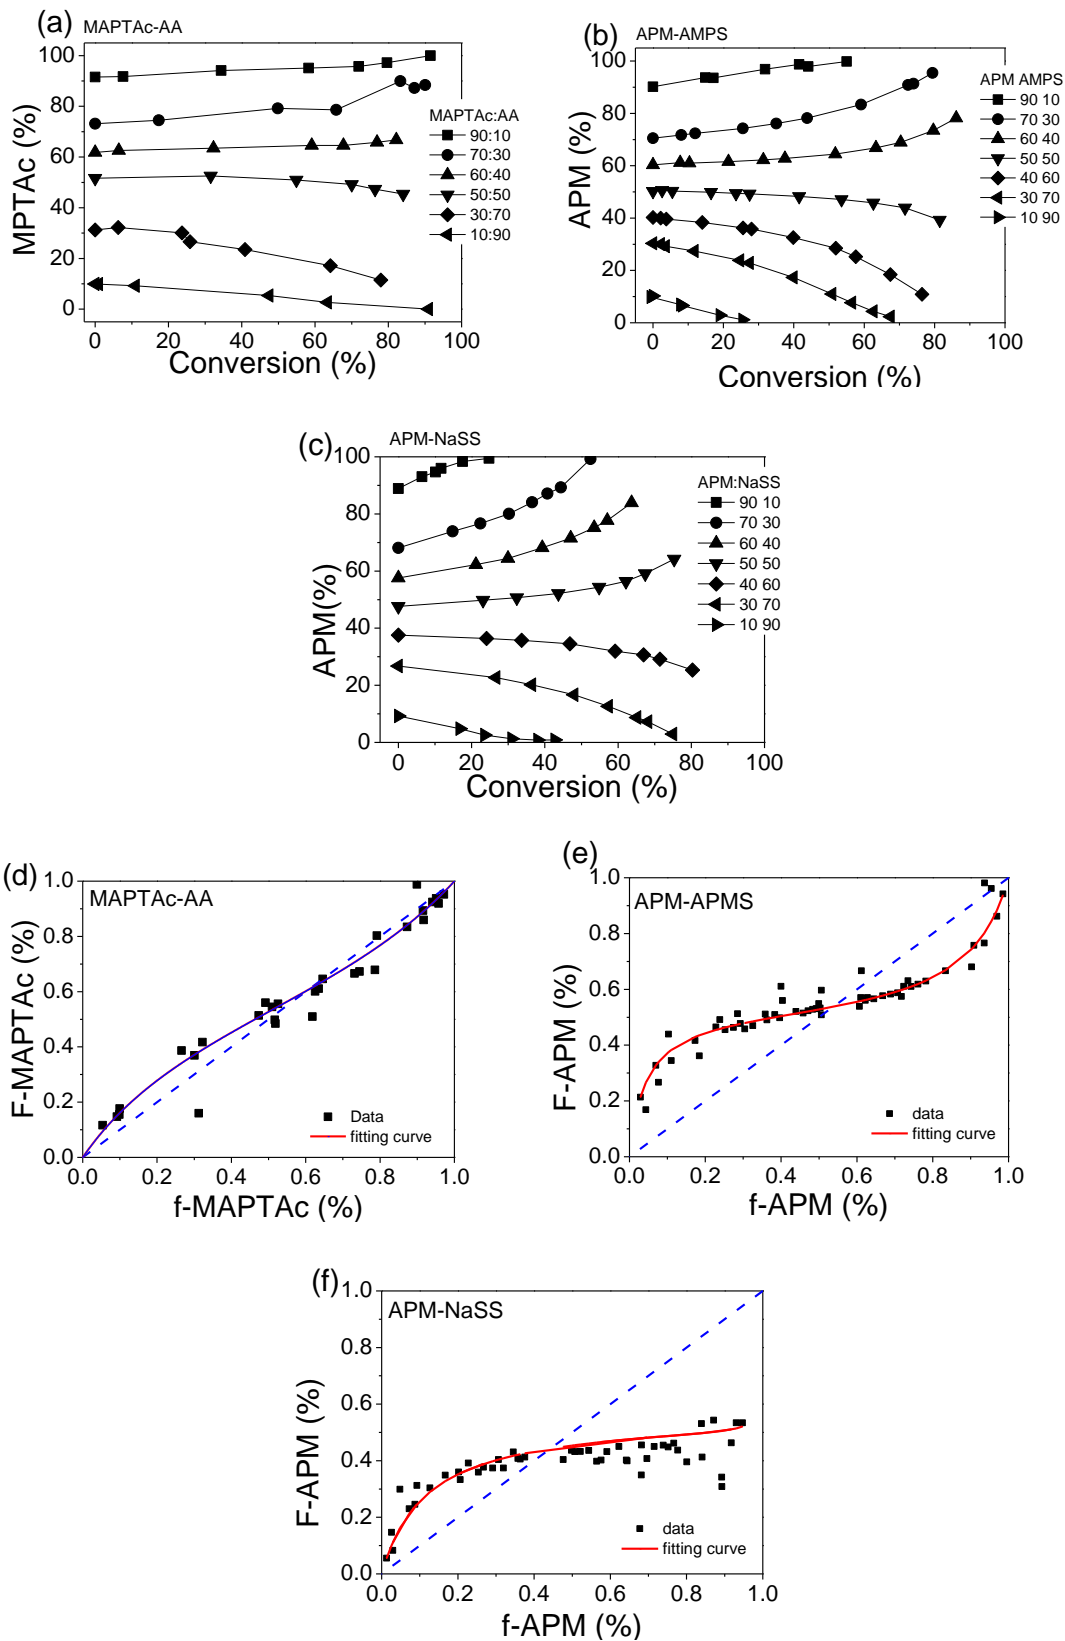 (a)
MAPTAc-AA
MPTAc (%)
100
80
60
40
20
0
MAPTAc:AA
90:10
70:30
60:40
50:50
30:70
10:90
0 20 40 60 80 100
Conversion (%)
(b)
APM-AMPS
APM (%)
100
80
60
40
20
0
APM AMPS
90 10
70 30
60 40
50 50
40 60
30 70
10 90
0 20 40 60 80 100
Conversion (%)
(c)
APM-NaSS
APM(%)
100
80
60
40
20
0
APM:NaSS
90 10
70 30
60 40
50 50
40 60
30 70
10 90
0 20 40 60 80 100
Conversion (%)
(d)
MAPTAc-AA
F-MAPTAc (%)
1.0
0.8
0.6
0.4
0.2
0.0
Data
fitting curve
0.0 0.2 0.4 0.6 0.8 1.0
f-MAPTAc (%)
(e)
APM-APMS
F-APM (%)
1.0
0.8
0.6
0.4
0.2
0.0
data
fitting curve
0.0 0.2 0.4 0.6 0.8 1.0
f-APM (%)
(f)
APM-NaSS
F-APM (%)
1.0
0.8
0.6
0.4
0.2
0.0
data
fitting curve
0.0 0.2 0.4 0.6 0.8 1.0
f-APM (%)